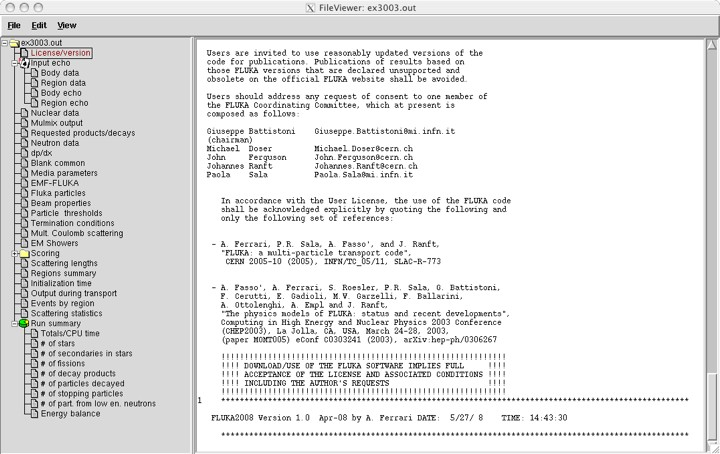 FileViewer: ex3003.out
File Edit View
ex3003.out
License/version
Input echo
Body data
Region data
Body echo
Region echo
Nuclear data
Mulmix output
Requested products/decays
Neutron data
dp/dx
Blank common
Media parameters
EMF-FLUKA
Fluka particles
Beam properties
Particle thresholds
Termination conditions
Mult. Coulomb scattering
EM Showers
Scoring
Scattering lengths
Regions summary
Initialization time
Output during transport
Events by region
Scattering statistics
Run summary
Totals/CPU time
# of stars
# of secondaries in stars
# of fissions
# of decay products
# of particles decayed
# of stopping particles
# of part. from low en. neutrons
Energy balance
Users are invited to use reasonably updated versions of the
code for publications. Publications of results based on
those FLUKA versions that are declared unsupported and
obsolete on the official FLUKA website shall be avoided.
Users should address any request of consent to one member of
the FLUKA Coordinating Committee, which at present is
composed as follows:
Giuseppe Battistoni Giuseppe.Battistoni@mi.infn.it
(chairman)
Michael Doser Michael.Doser@cern.ch
John Ferguson John.Ferguson@cern.ch
Johannes Ranft Johannes.Ranft@cern.ch
Paola Sala Paola.Sala@mi.infn.it
In accordance with the User License, the use of the FLUKA code
shall be acknowledged explicitly by quoting the following and
only the following set of references:
- A. Ferrari, P.R. Sala, A. Fasso', and J. Ranft,
"FLUKA: a multi-particle transport code",
CERN 2005-10 (2005), INFN/TC_05/11, SLAC-R-773
- A. Fasso', A. Ferrari, S. Roesler, P.R. Sala, G. Battistoni,
F. Cerutti, E. Gadioli, M.V. Garzelli, F. Ballarini,
A. Ottolenghi, A. Empl and J. Ranft,
"The physics models of FLUKA: status and recent developments",
Computing in High Energy and Nuclear Physics 2003 Conference
(CHEP2003), La Jolla, CA, USA, March 24-28, 2003,
(paper MOMT005) eConf C0303241 (2003), arXiv:hep-ph/0306267
!!!!!!!!!!!!!!!!!!!!!!!!!!!!!!!!!!!!!!!!!!!!!!!!!!!!!!!!!!!
!!!! DOWNLOAD/USE OF THE FLUKA SOFTWARE IMPLIES FULL !!!!
!!!! ACCEPTANCE OF THE LICENSE AND ASSOCIATED CONDITIONS !!!!
!!!! INCLUDING THE AUTHOR'S REQUESTS !!!!
!!!!!!!!!!!!!!!!!!!!!!!!!!!!!!!!!!!!!!!!!!!!!!!!!!!!!!!!!!!
1 ****************************************************************************************************
FLUKA2008 Version 1.0 Apr-08 by A. Ferrari DATE: 5/27/ 8 TIME: 14:43:30
****************************************************************************************************